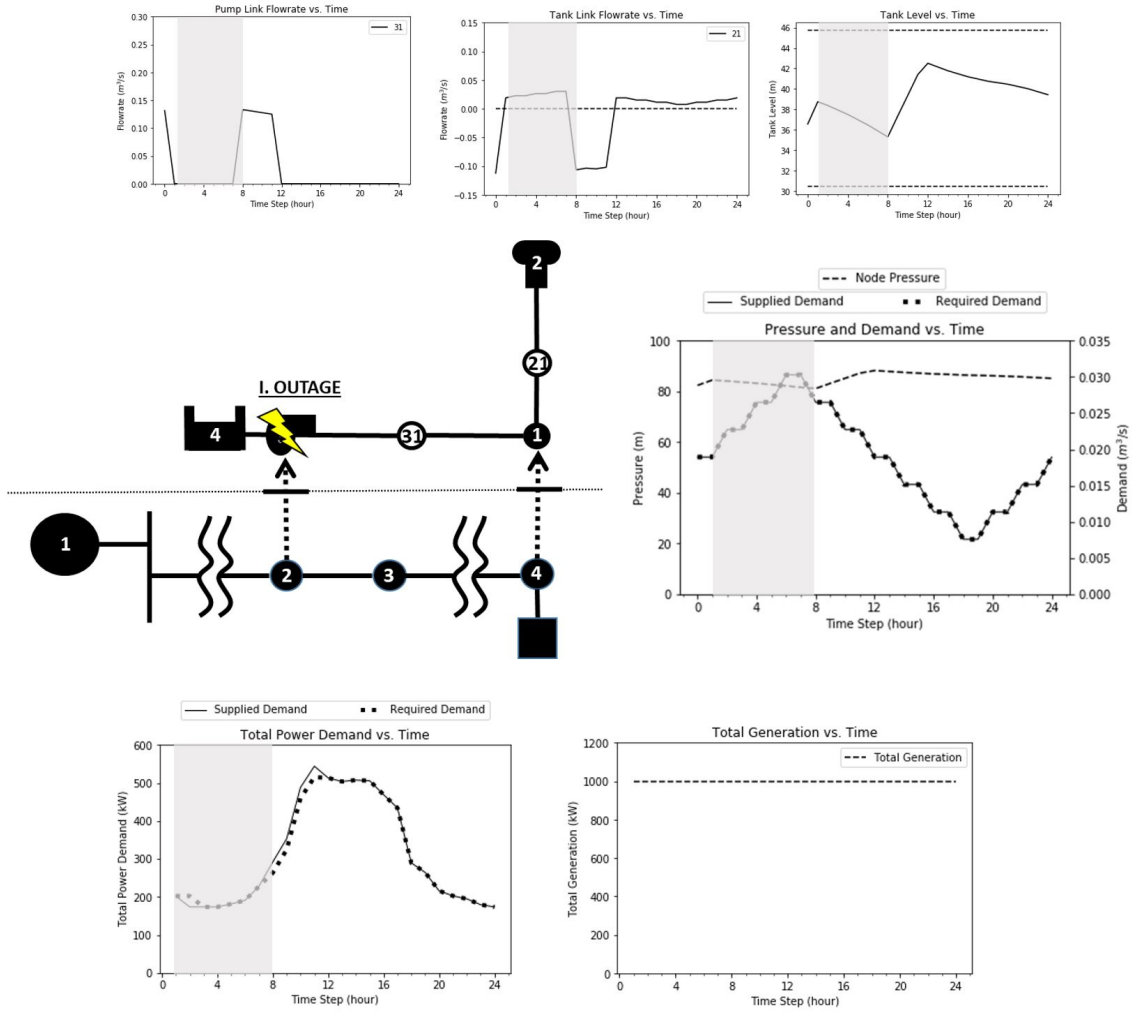 Pump Link Flowrate vs. Time
0.30
0.25
0.20
0.15
0.10
0.05
0.00
Flowrate (m³/s)
31
0 4 8 12 16 20 24
Time Step (hour)
Tank Link Flowrate vs. Time
0.15
0.10
0.05
0.00
−0.05
−0.10
−0.15
Flowrate (m³/s)
21
0 4 8 12 16 20 24
Time Step (hour)
Tank Level vs. Time
46
44
42
40
38
36
34
32
30
Tank Level (m)
0 4 8 12 16 20 24
Time Step (hour)
2
21
I. OUTAGE
4
31
1
1
2
3
4
Node Pressure
Supplied Demand Required Demand
Pressure and Demand vs. Time
100
80
60
40
20
0
Pressure (m)
0.035
0.030
0.025
0.020
0.015
0.010
0.005
0.000
Demand (m³/s)
0 4 8 12 16 20 24
Time Step (hour)
Supplied Demand Required Demand
Total Power Demand vs. Time
600
500
400
300
200
100
0
Total Power Demand (kW)
0 4 8 12 16 20 24
Time Step (hour)
Total Generation vs. Time
1200
1000
800
600
400
200
0
Total Generation (kW)
Total Generation
0 4 8 12 16 20 24
Time Step (hour)